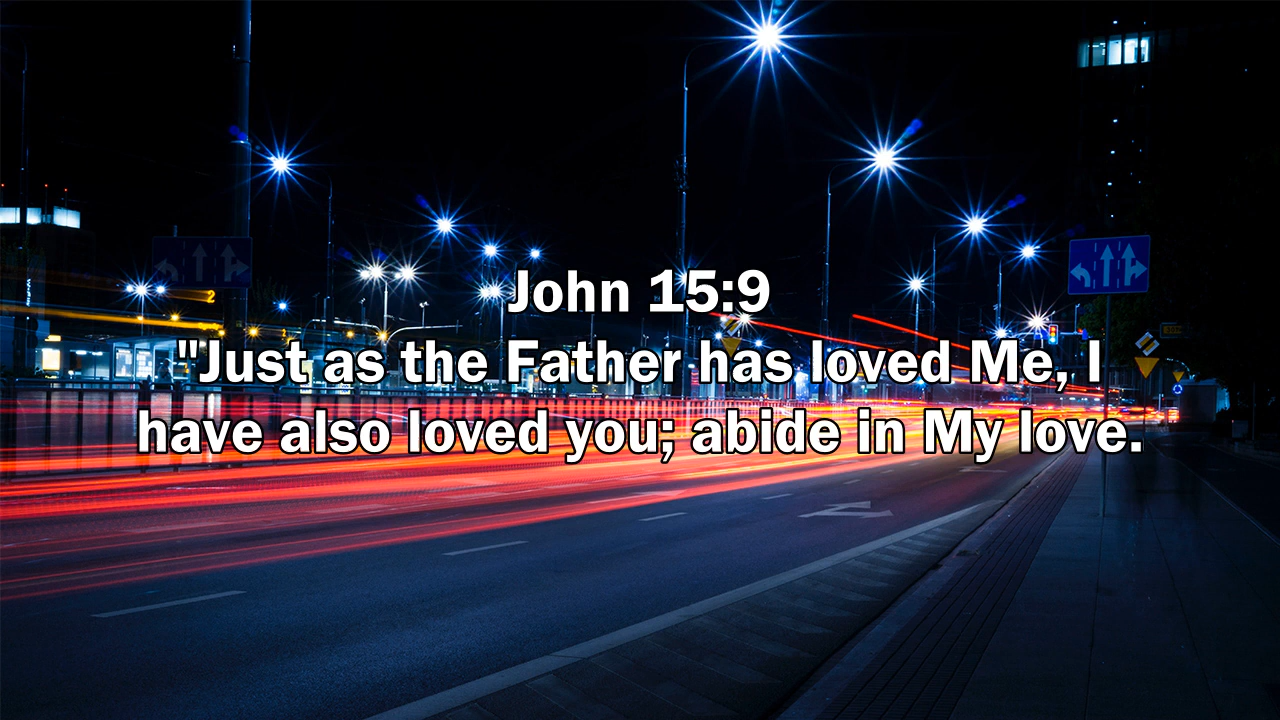 John 15:9
"Just as the Father has loved Me, I
have also loved you; abide in My love.